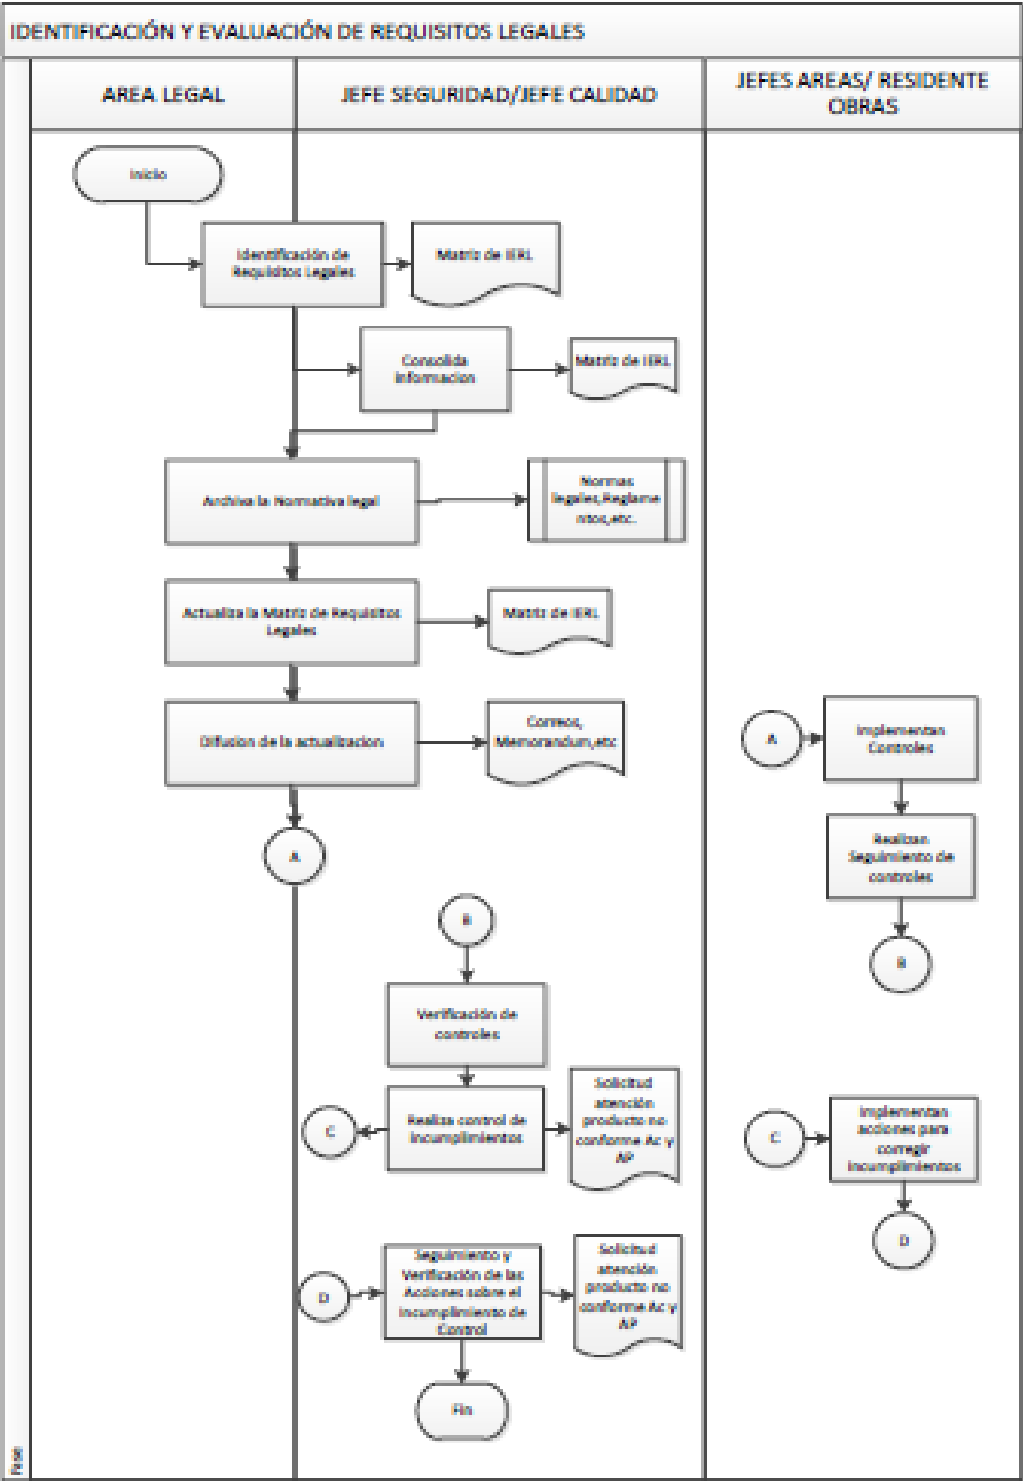 IDENTIFICACIÓN Y EVALUACIÓN DE REQUISITOS LEGALES
AREA LEGAL
JEFE SEGURIDAD/JEFE CALIDAD
JEFES AREAS/ RESIDENTE
OBRAS
Inicio
Identificación de
Requisitos Legales
Matriz de IERL
Consolida
informacion
Matriz de IERL
Archiva la Normativa legal
Normas
legales,Reglame
ntos,etc.
Actualiza la Matriz de Requisitos
Legales
Matriz de IERL
Difusion de la actualizacion
Correos,
Memorandum,etc
A
A
Implementan
Controles
Realizan
Seguimiento de
controles
B
B
Verificación de
controles
Realiza control de
incumplimientos
C
Solicitud
atención
producto no
conforme Ac y
AP
C
Implementan
acciones para
corregir
incumplimientos
D
D
Seguimiento y
Verificación de las
Acciones sobre el
incumplimiento de
Control
Solicitud
atención
producto no
conforme Ac y
AP
Fin
Fase